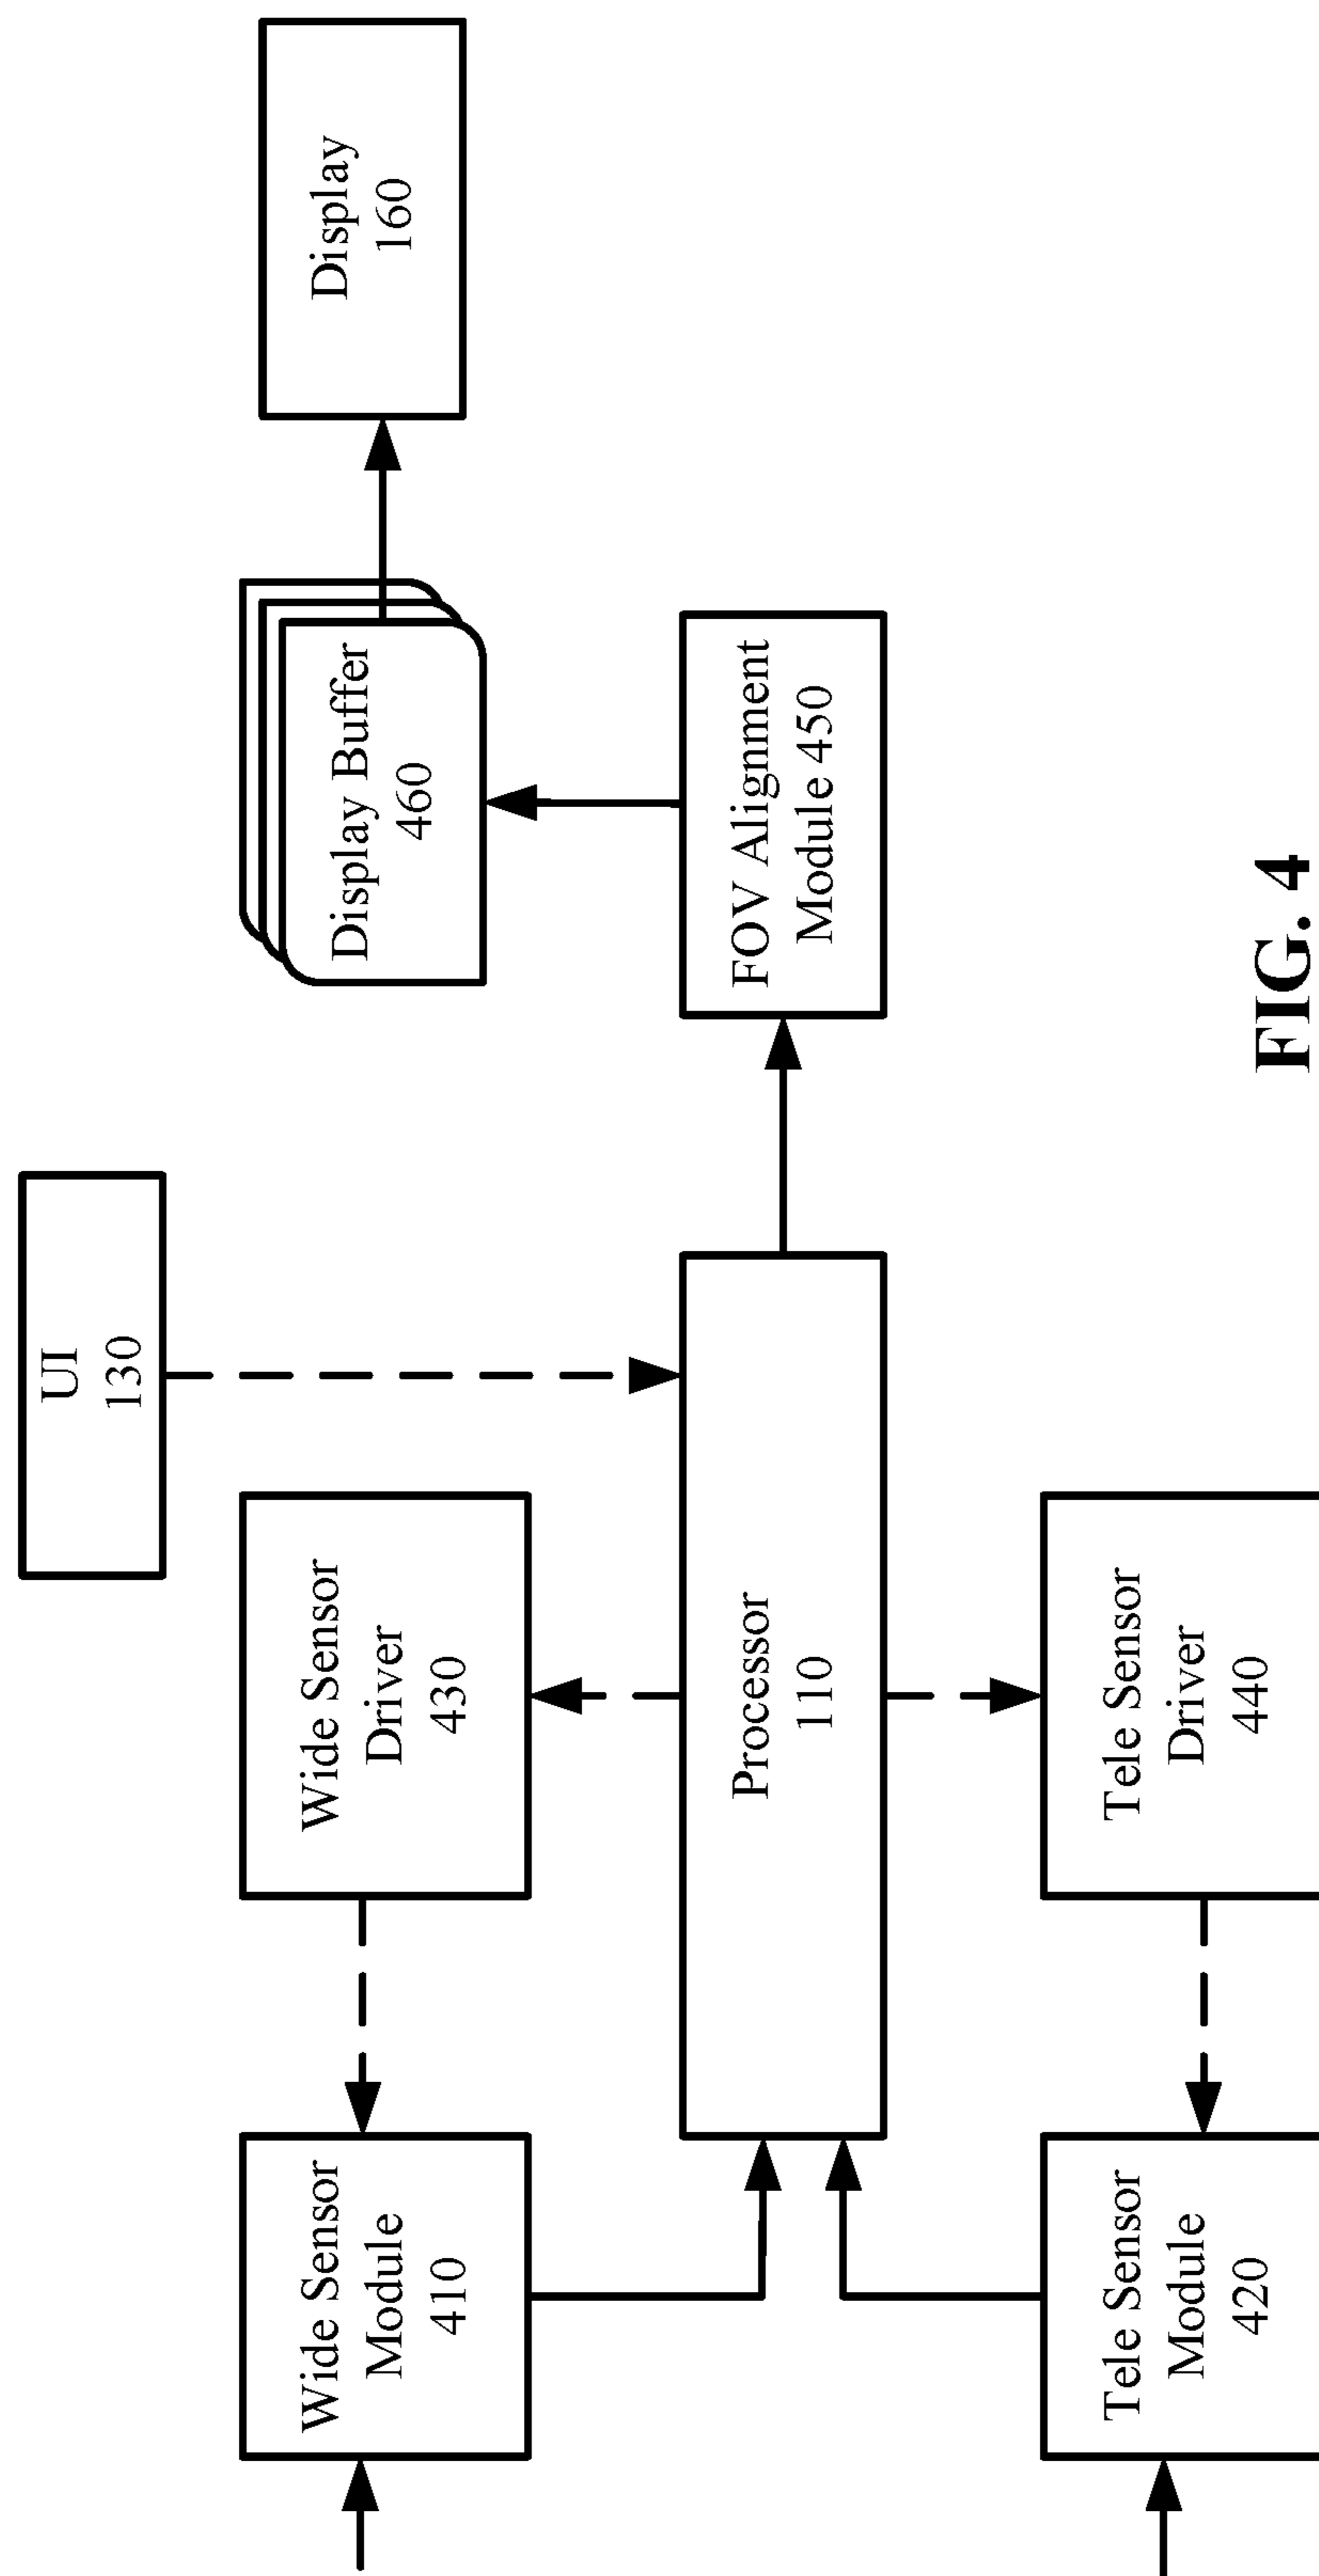 UI
130
Wide Sensor
Module
410
Wide Sensor
Driver
430
Display Buffer
460
Display
160
Processor
110
FOV Alignment
Module 450
Tele Sensor
Module
420
Tele Sensor
Driver
440
FIG. 4